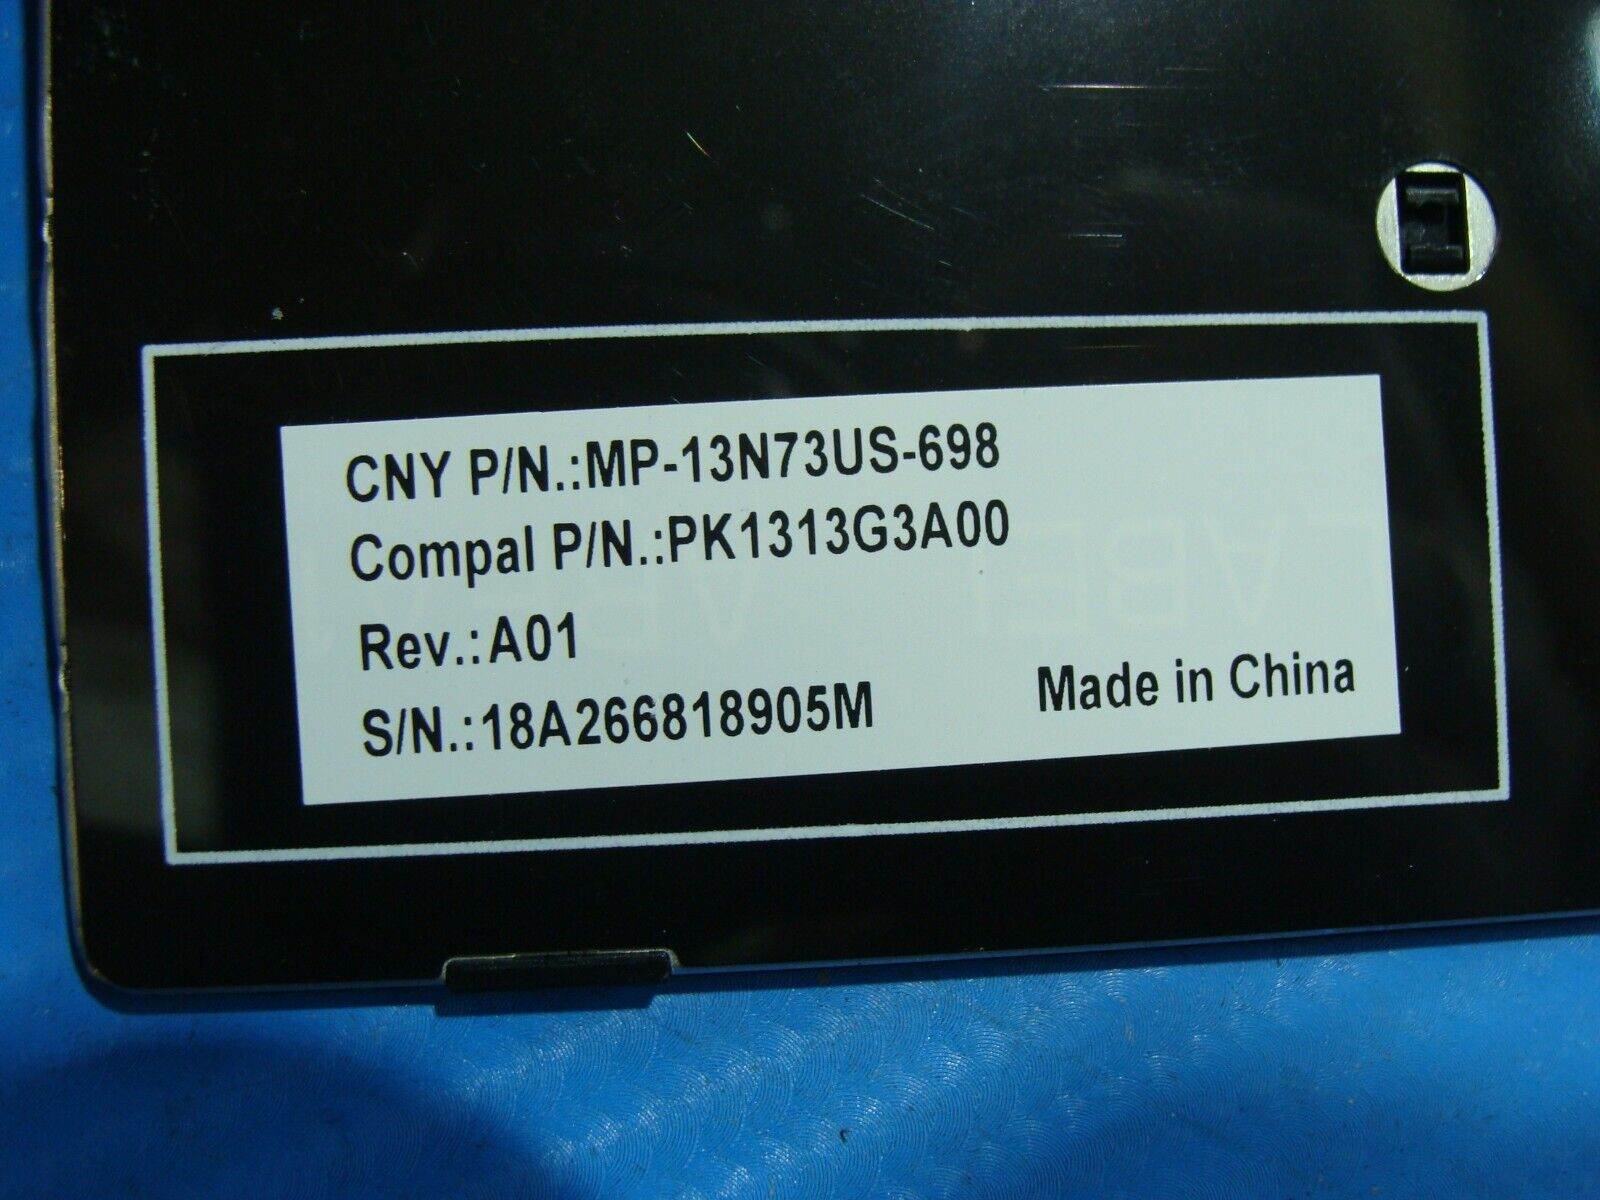 CNY P/N.:MP-13N73US-698
Compal P/N.:PK1313G3A00
Rev.:A01
S/N.:18A266818905M
Made in China